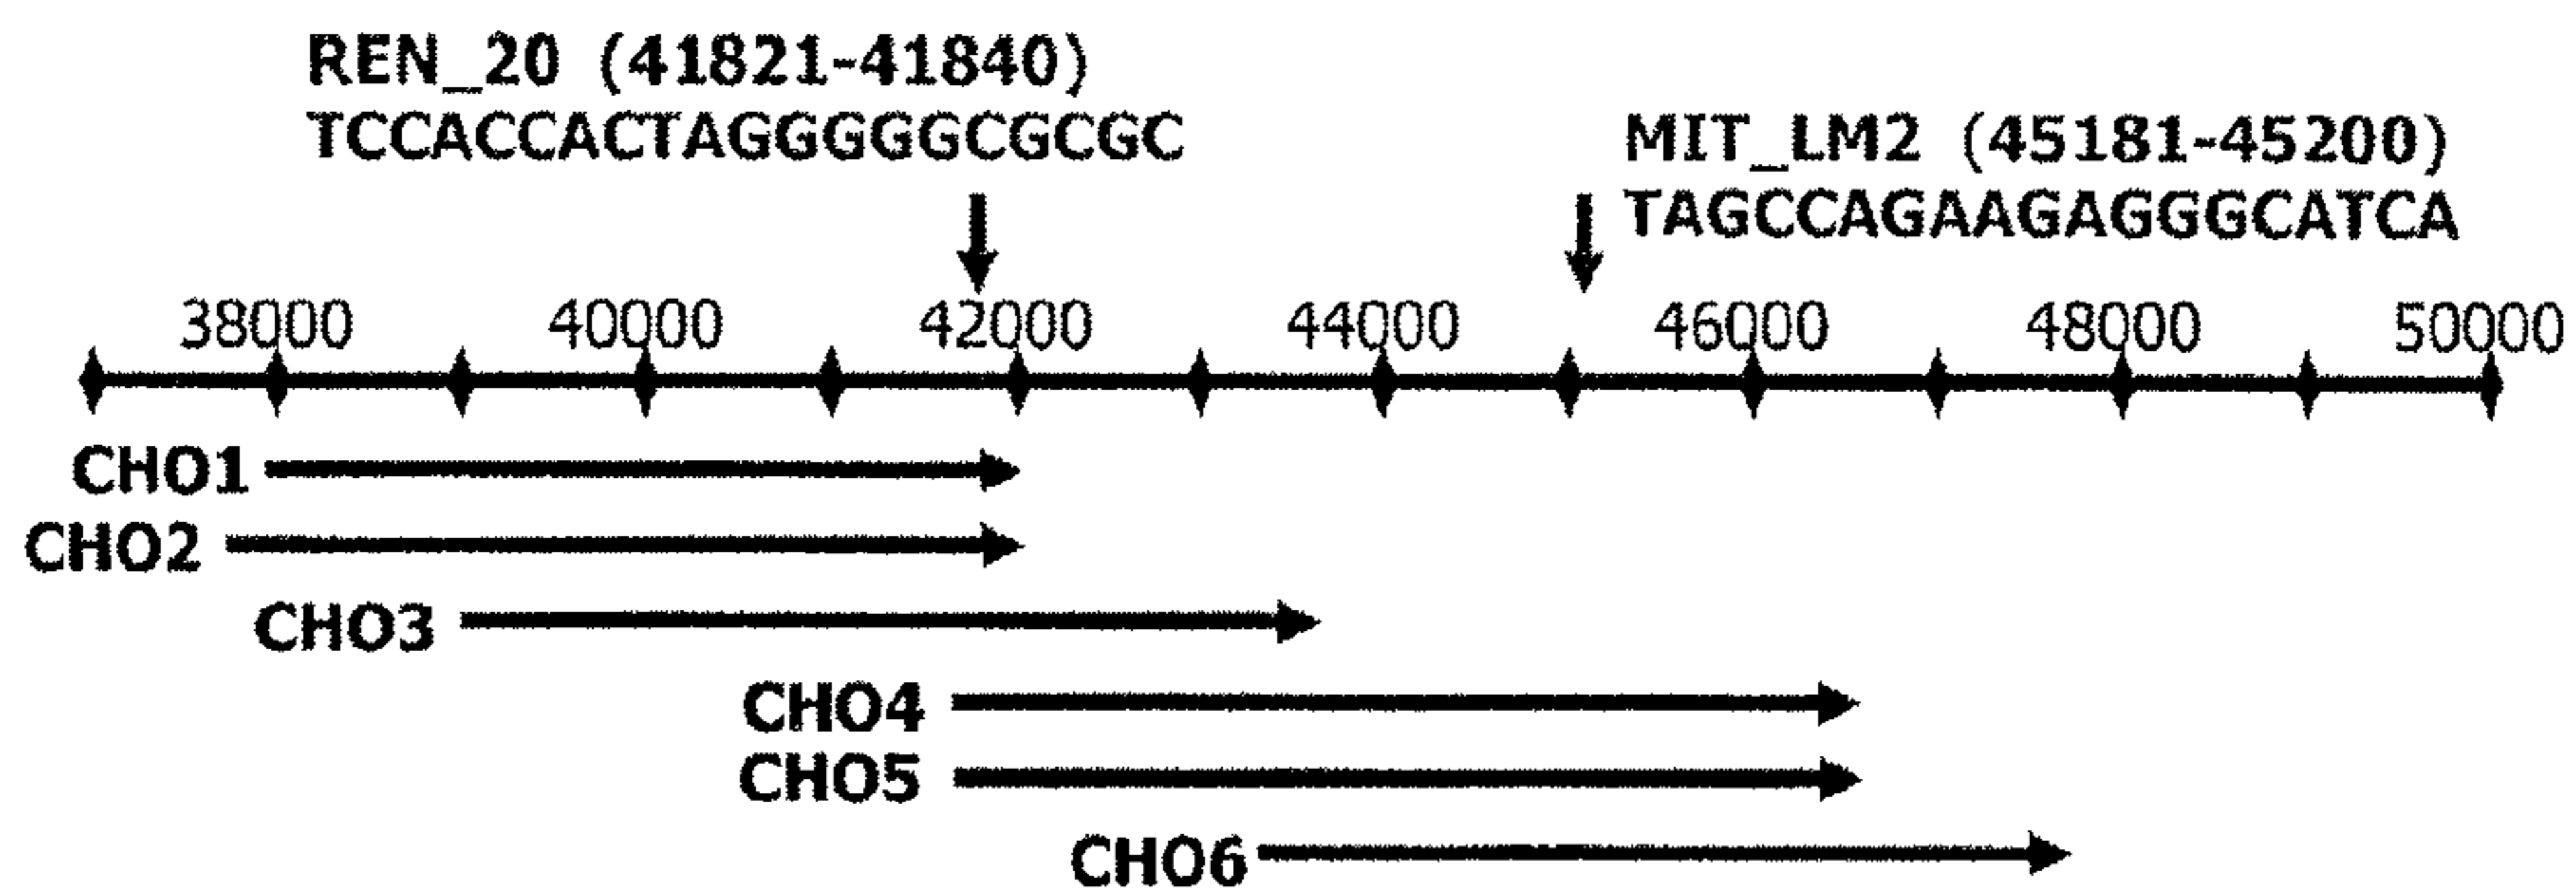 REN_20 (41821-41840)
TCCACCACTAGGGGGCGCGC
MIT_LM2 (45181-45200)
TAGCCAGAAGAGGGCATCA
38000 40000 42000 44000 46000 48000 50000
CHO1
CHO2
CHO3
CHO4
CHO5
CHO6